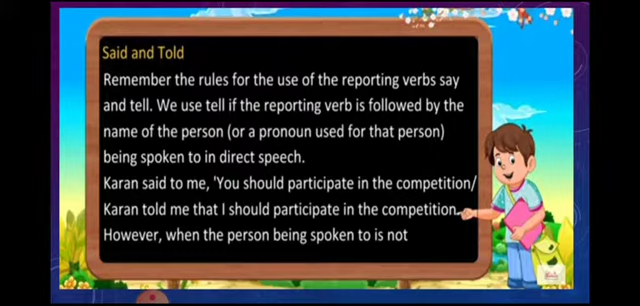 Said and Told
Remember the rules for the use of the reporting verbs say
and tell. We use tell if the reporting verb is followed by the
name of the person (or a pronoun used for that person)
being spoken to in direct speech.
Karan said to me, 'You should participate in the competition/
Karan told me that I should participate in the competition.
However, when the person being spoken to is not